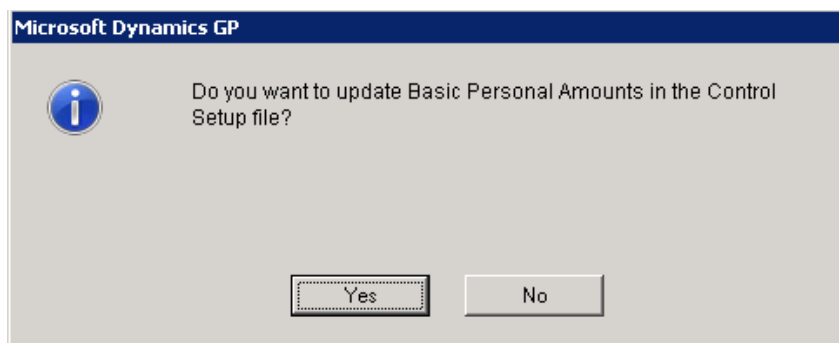 Microsoft Dynamics GP
Do you want to update Basic Personal Amounts in the Control
Setup file?
Yes
No